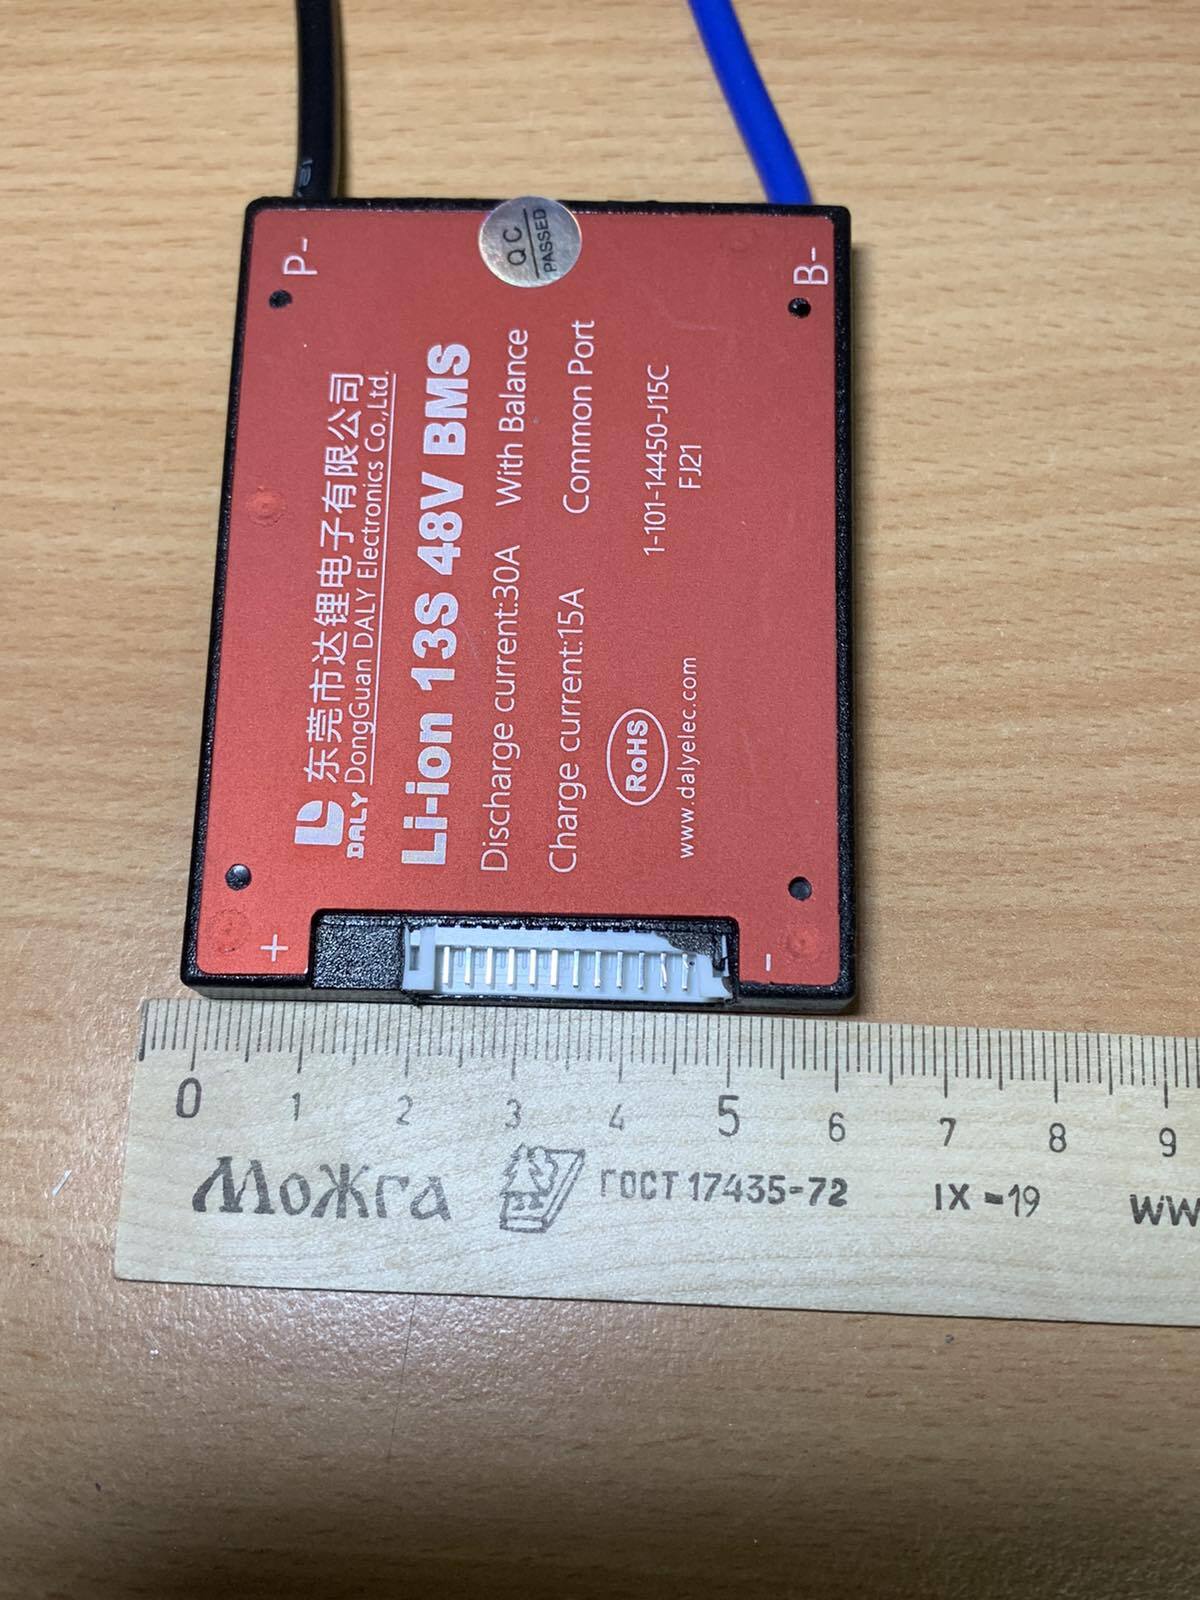 QC
PASSED
P-
B-
东莞市达锂电子有限公司
DALY DongGuan DALY Electronics Co.,Ltd.
Li-ion 13S 48V BMS
Discharge current:30A With Balance
Charge current:15A Common Port
RoHS
1-101-14450-J15C
FJ21
www.dalyelec.com
+
-
0 1 2 3 4 5 6 7 8 9
Можга ГОСТ 17435-72 IX-19 ww